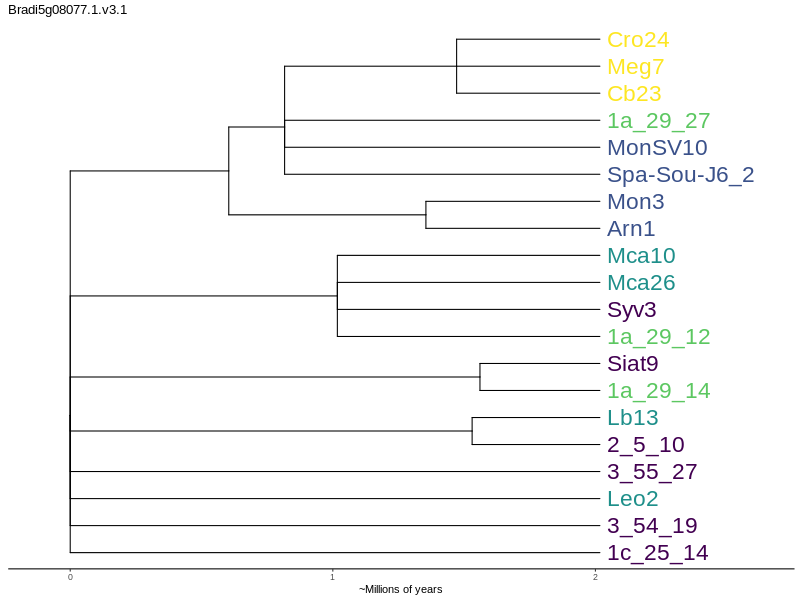 Bradi5g08077.1.v3.1
Cro24
Meg7
Cb23
1a_29_27
MonSV10
Spa-Sou-J6_2
Mon3
Arn1
Mca10
Mca26
Syv3
1a_29_12
Siat9
1a_29_14
Lb13
2_5_10
3_55_27
Leo2
3_54_19
1c_25_14
0 1 2
~Millions of years